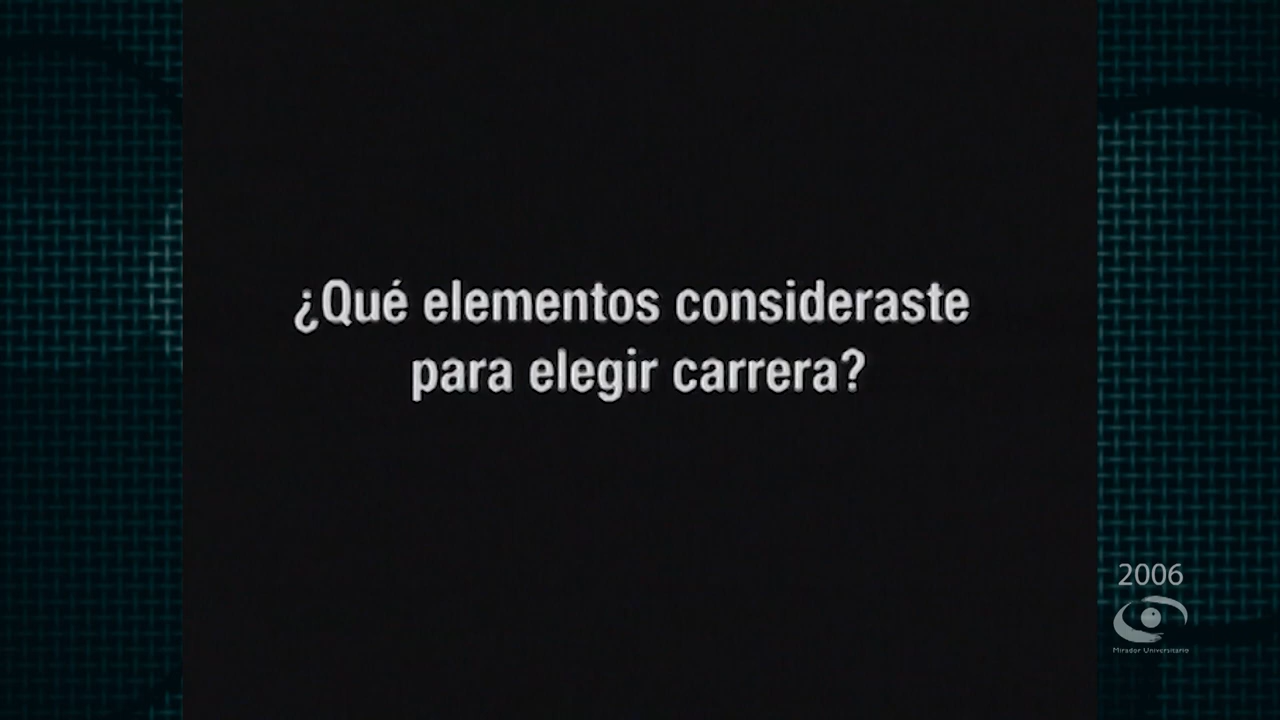 ¿Qué elementos consideraste
para elegir carrera?
2006
Mirador Universitario